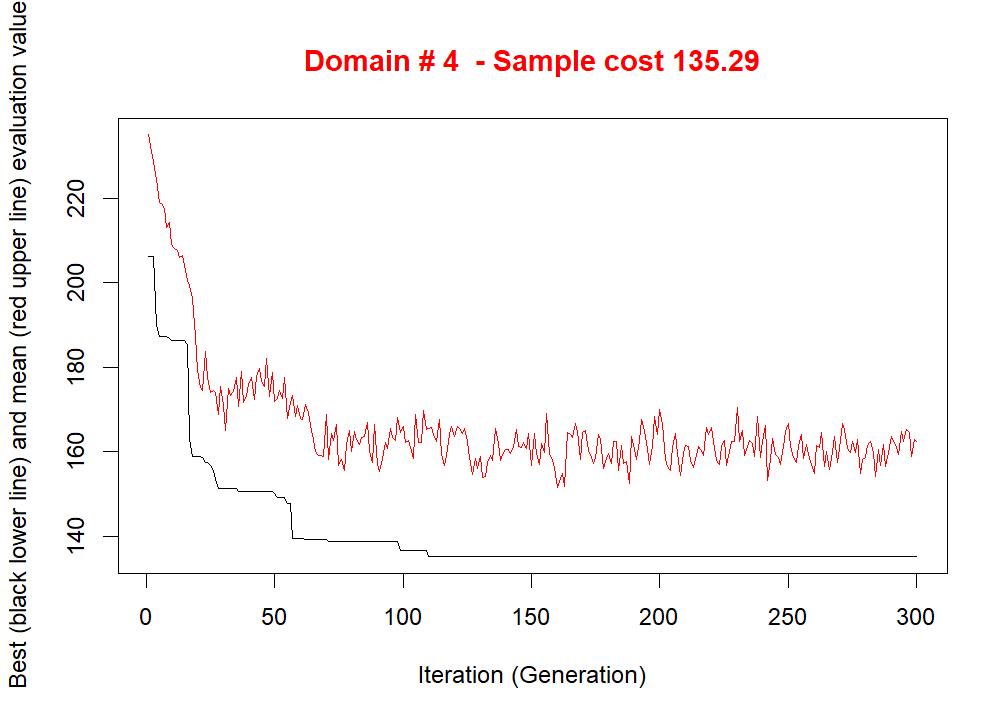 Domain # 4  - Sample cost 135.29
Best (black lower line) and mean (red upper line) evaluation value
220
200
180
160
140
0 50 100 150 200 250 300
Iteration (Generation)